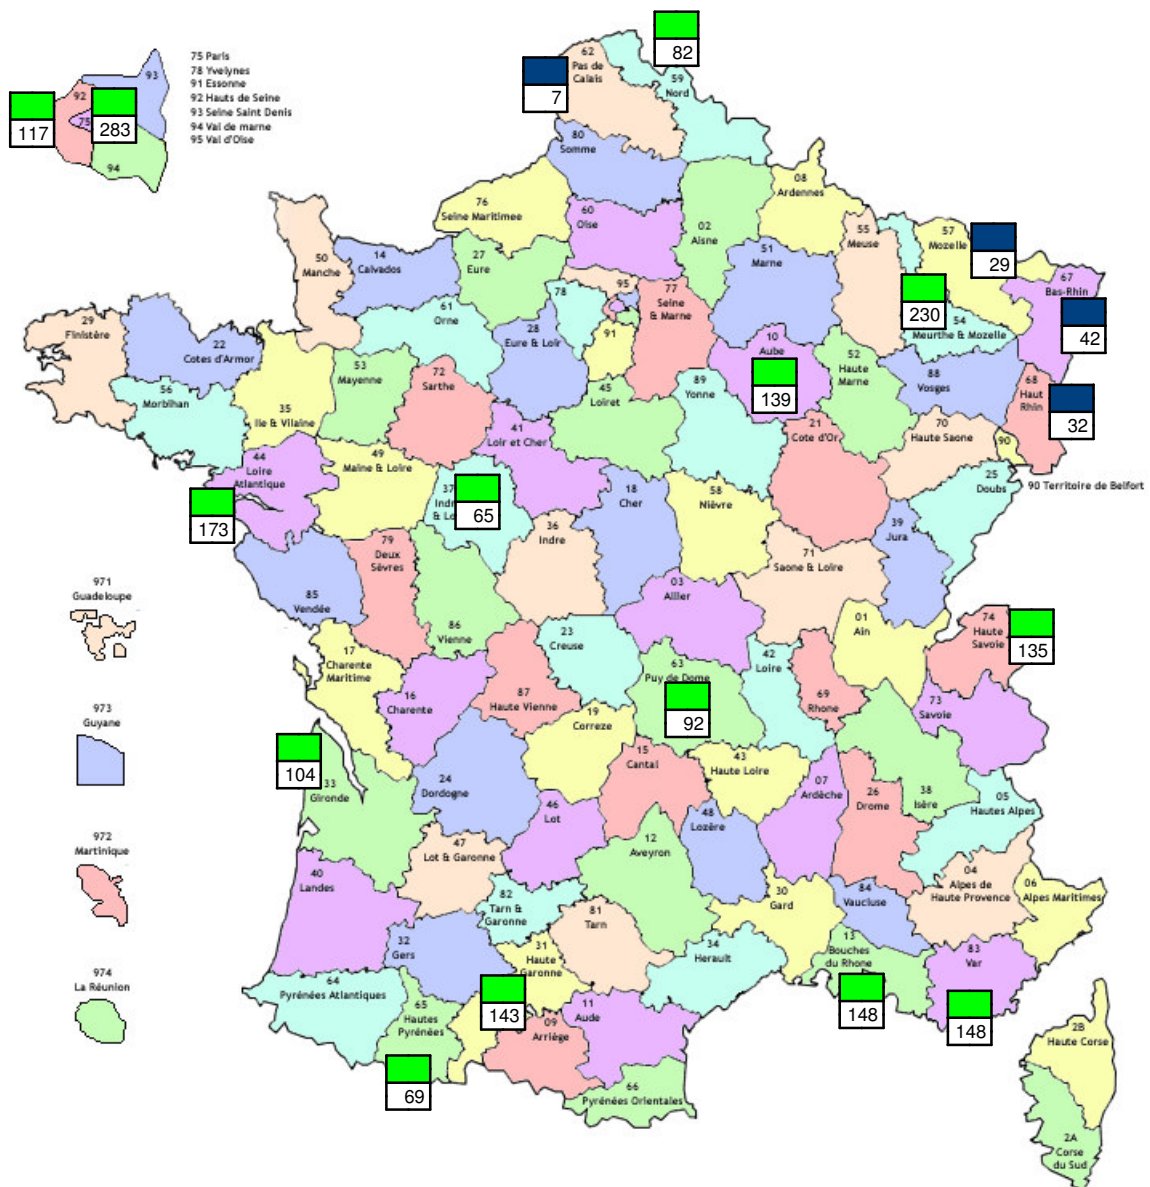 75 Paris
78 Yvelynes
91 Essonne
92 Hauts de Seine
93 Seine Saint Denis
94 Val de marne
95 Val d'Oise
93
92
75
94
117
283
82
7
62
Pas de
Calais
59
Nord
80
Somme
76
Seine Maritimee
60
Oise
02
Aisne
08
Ardennes
55
Meuse
57
Mozelle
29
67
Bas-Rhin
42
230
54
Meurthe & Mozelle
51
Marne
50
Manche
14
Calvados
27
Eure
95
78
77
Seine
& Marne
91
61
Orne
28
Eure & Loir
29
Finistère
22
Cotes d'Armor
56
Morbihan
35
Ile & Vilaine
53
Mayenne
72
Sarthe
45
Loiret
89
Yonne
10
Aube
139
52
Haute
Marne
88
Vosges
68
Haut
Rhin
32
70
Haute Saone
90
90 Territoire de Belfort
25
Doubs
21
Cote d'Or
41
Loir et Cher
49
Maine & Loire
44
Loire
Atlantique
173
37
65
18
Cher
58
Nièvre
39
Jura
71
Saone & Loire
36
Indre
79
Deux
Sèvres
85
Vendée
86
Vienne
03
Allier
01
Ain
74
Haute
Savoie
135
23
Creuse
63
Puy de Dome
92
42
Loire
69
Rhone
73
Savoie
17
Charente
Maritime
16
Charente
87
Haute Vienne
19
Correze
15
Cantal
43
Haute Loire
07
Ardèche
26
Drome
38
Isère
05
Hautes Alpes
104
33
Gironde
24
Dordogne
46
Lot
48
Lozère
12
Aveyron
47
Lot & Garonne
40
Landes
82
Tarn &
Garonne
81
Tarn
30
Gard
84
Vaucluse
04
Alpes de
Haute Provence
06
Alpes Maritimes
32
Gers
31
Haute
Garonne
34
Herault
13
Bouches
du Rhone
83
Var
148
148
64
Pyrénées Atlantiques
65
Hautes
Pyrénées
143
69
09
Arriége
11
Aude
66
Pyrénées Orientales
2B
Haute Corse
2A
Corse
du Sud
971
Guadeloupe
973
Guyane
972
Martinique
974
La Réunion